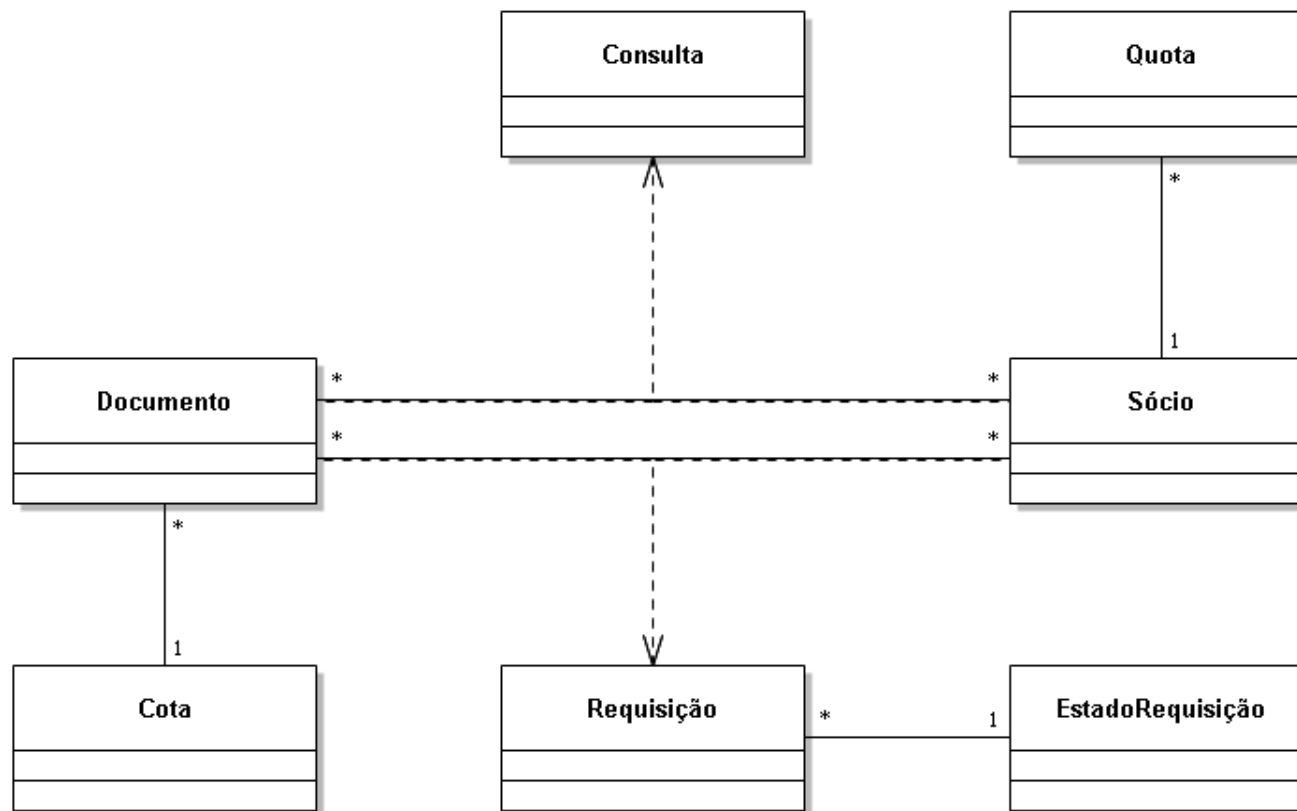 Consulta
Quota
*
1
Documento
*
*
Sócio
*
*
*
1
Cota
Requisição
*
1
EstadoRequisição